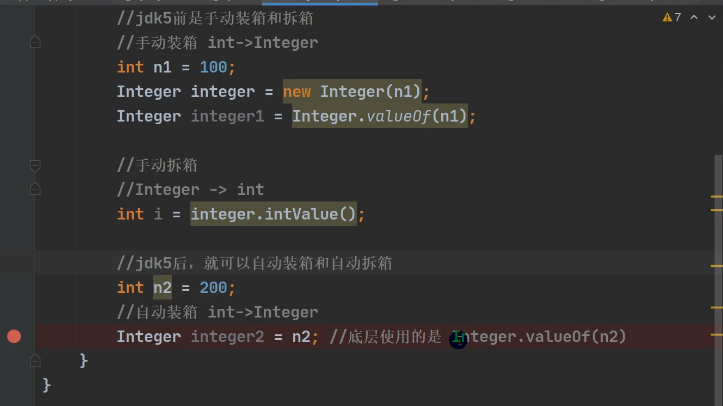 //jdk5前是手动装箱和拆箱
//手动装箱 int->Integer
int n1 = 100;
Integer integer = new Integer(n1);
Integer integer1 = Integer.valueOf(n1);
//手动拆箱
//Integer -> int
int i = integer.intValue();
//jdk5后，就可以自动装箱和自动拆箱
int n2 = 200;
//自动装箱 int->Integer
Integer integer2 = n2; //底层使用的是 Integer.valueOf(n2)
}
}
7